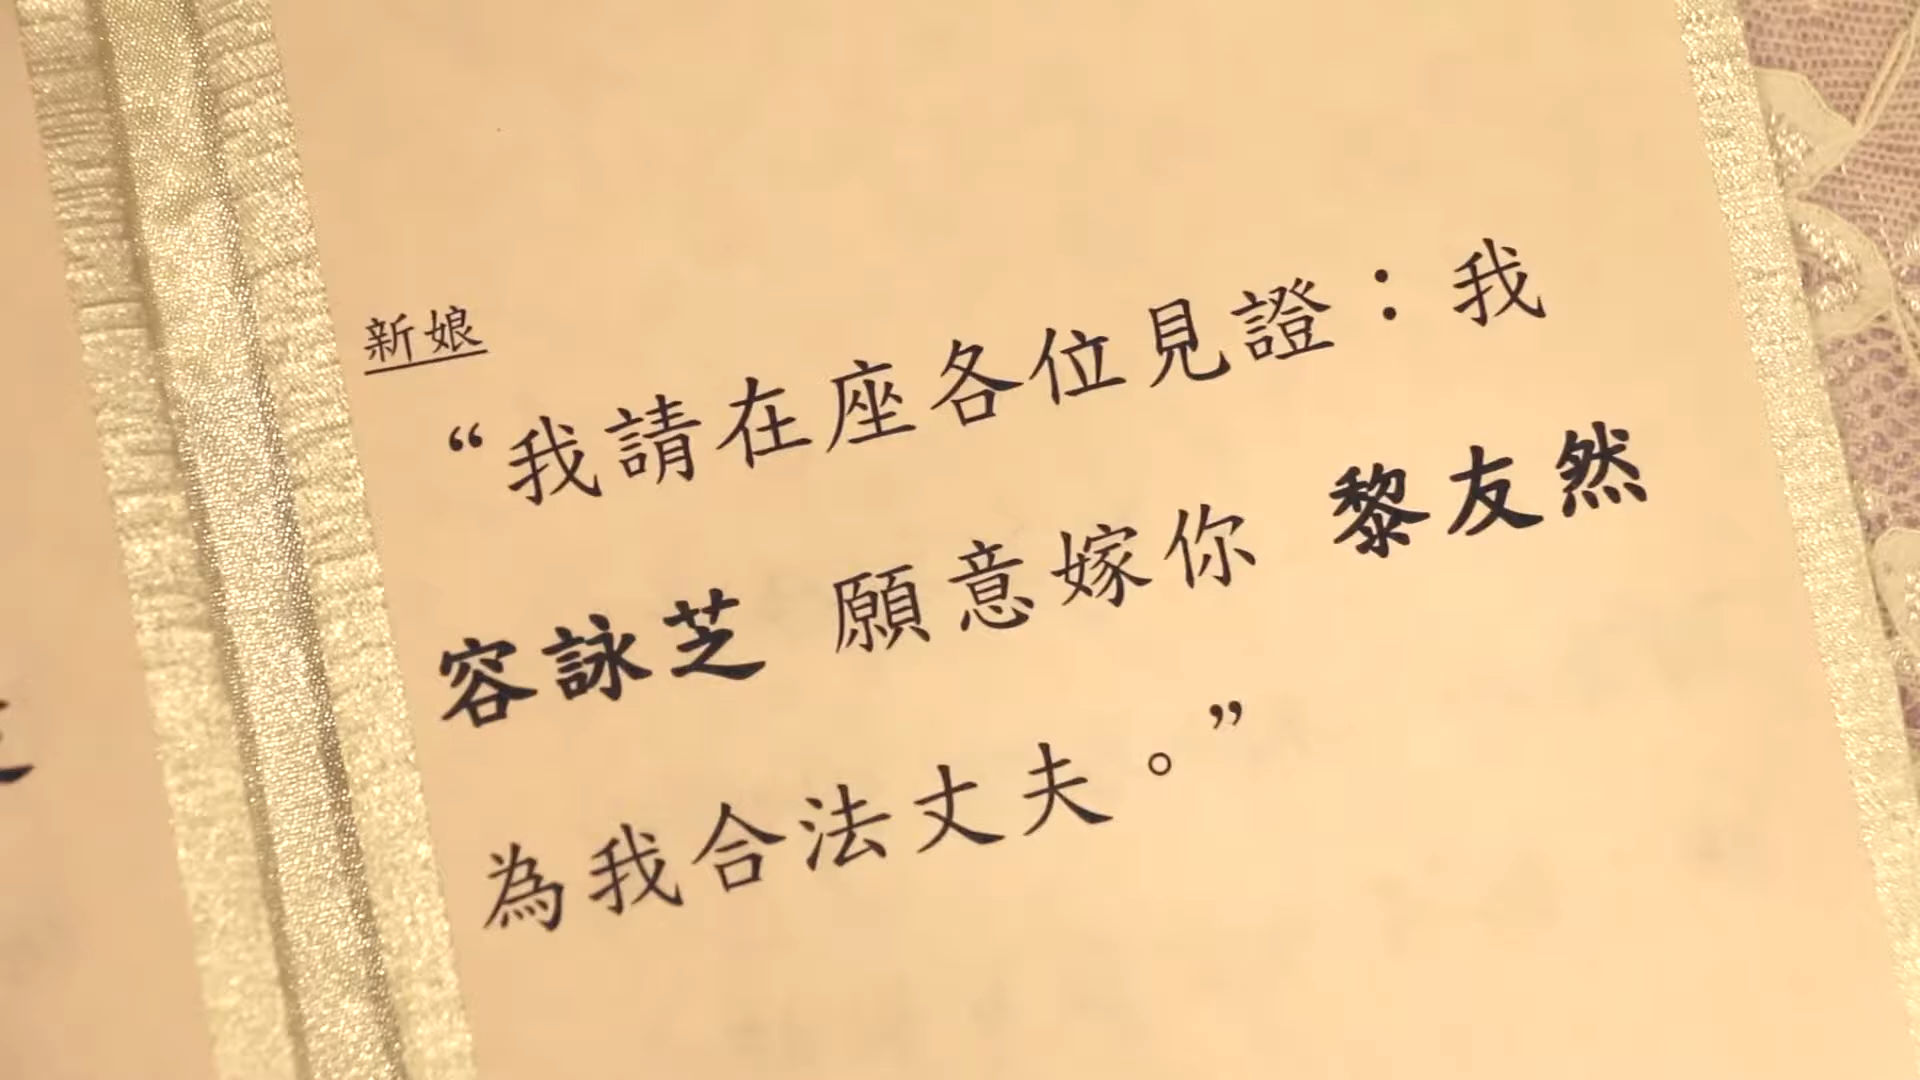 新娘
“我請在座各位見證：我
容詠芝 願意嫁你 黎友然
為我合法丈夫。”